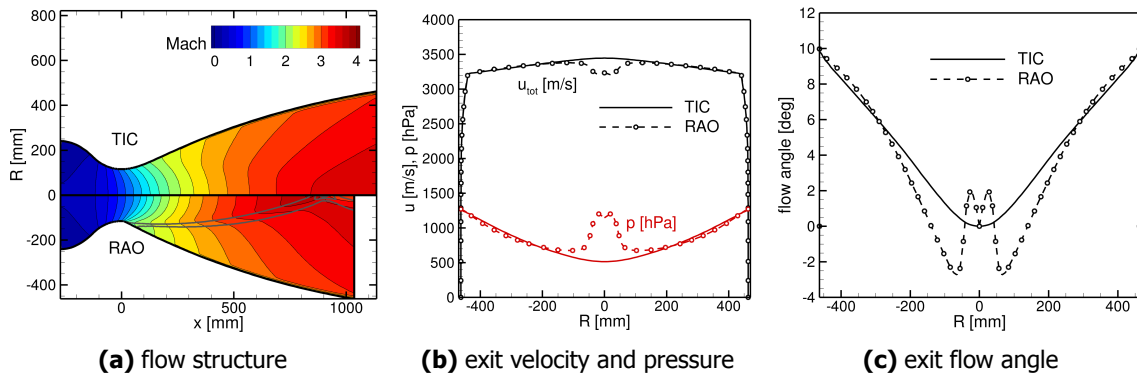 800
600
400
200
0
-200
-400
R [mm]
Mach
0 1 2 3 4
TIC
RAO
0 500 1000
x [mm]
(a) flow structure
4000
3500
3000
2500
2000
1500
1000
500
0
u [m/s], p [hPa]
u_tot [m/s]
TIC
RAO
p [hPa]
-400 -200 0 200 400
R [mm]
(b) exit velocity and pressure
12
10
8
6
4
2
0
-2
-4
flow angle [deg]
TIC
RAO
-400 -200 0 200 400
R [mm]
(c) exit flow angle